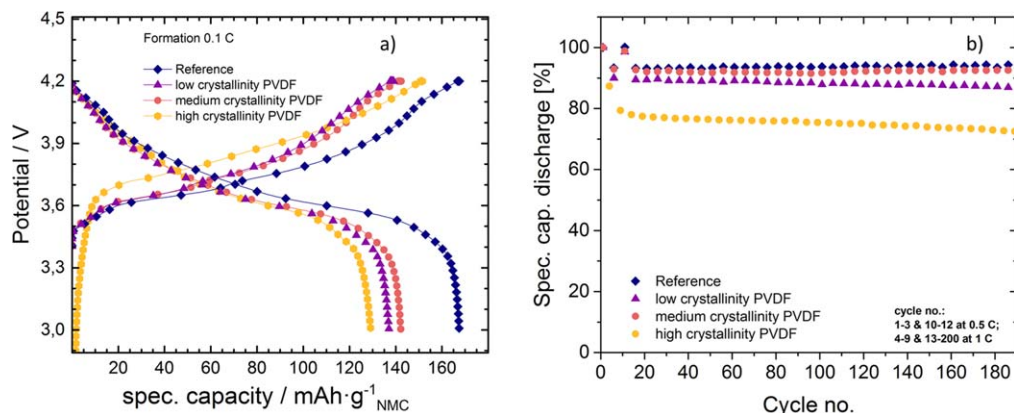 4,5
4,2
3,9
3,6
3,3
3,0
Potential / V
Formation 0.1 C
a)
Reference
low crystallinity PVDF
medium crystallinity PVDF
high crystallinity PVDF
0 20 40 60 80 100 120 140 160
spec. capacity / mAh·g⁻¹NMC
100
80
60
40
20
0
Spec. cap. discharge [%]
b)
Reference
low crystallinity PVDF
medium crystallinity PVDF
high crystallinity PVDF
cycle no.:
1-3 & 10-12 at 0.5 C;
4-9 & 13-200 at 1 C
0 20 40 60 80 100 120 140 160 180
Cycle no.